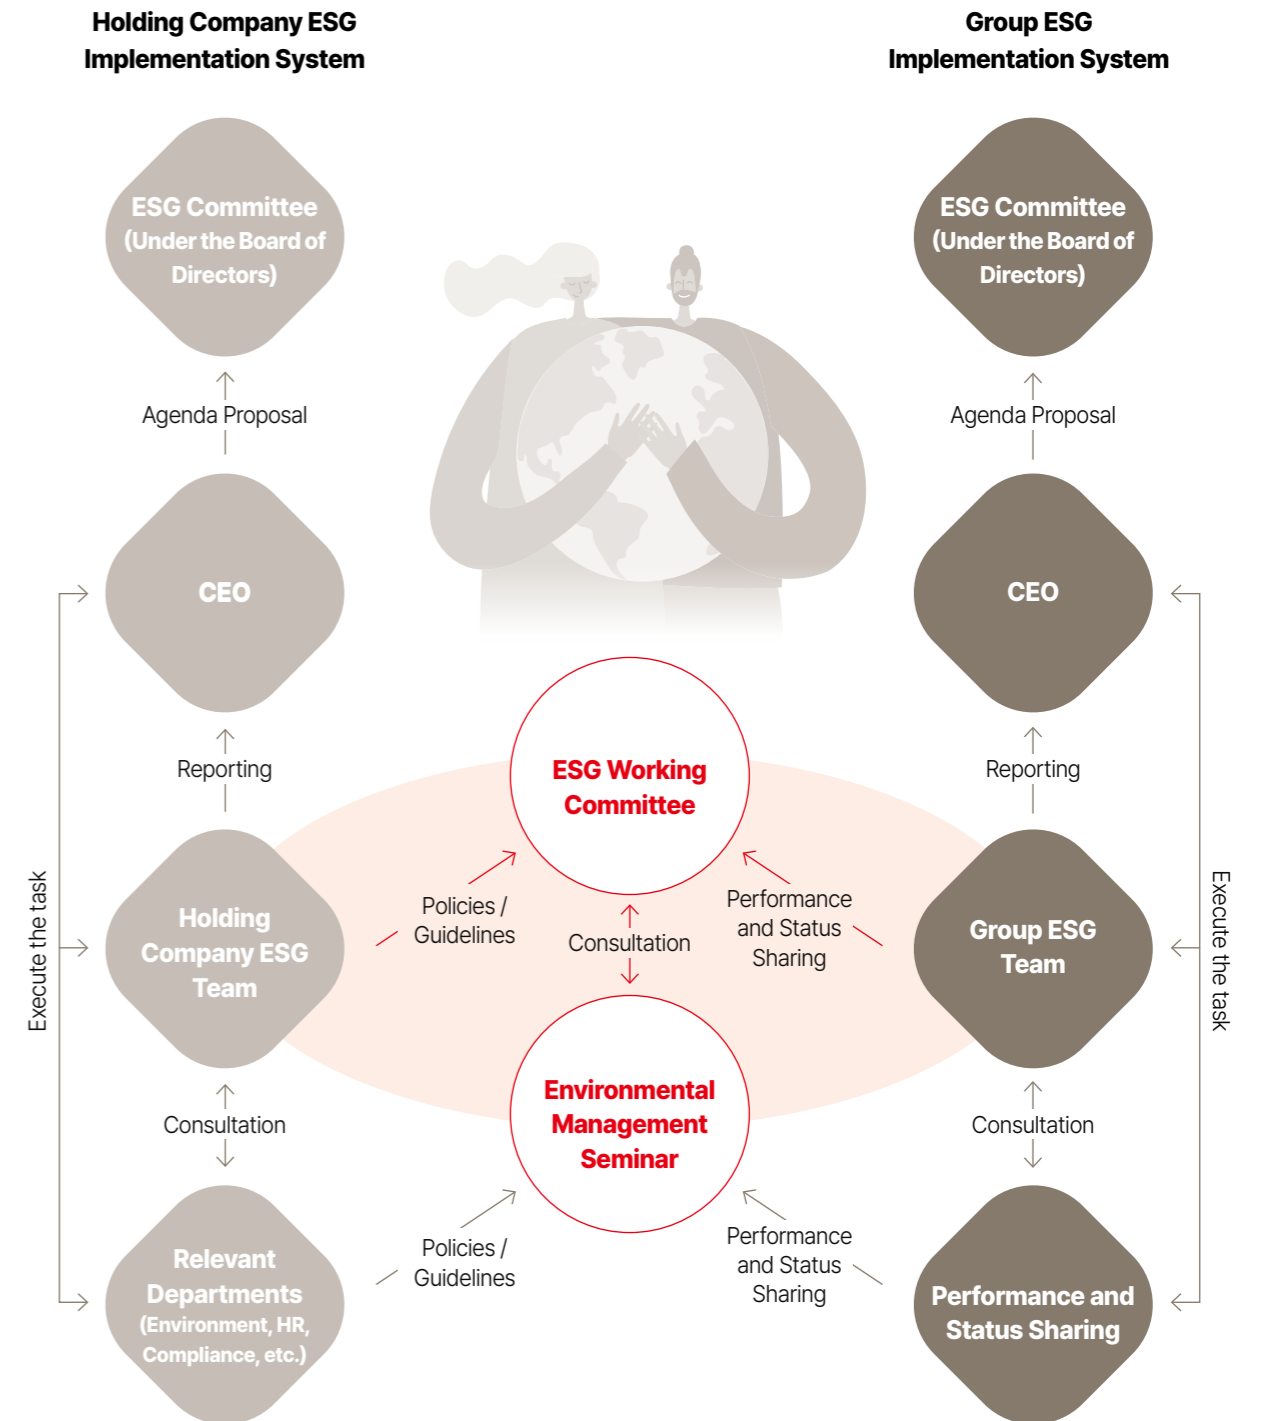 Holding Company ESG
Implementation System
Group ESG
Implementation System
ESG Committee
(Under the Board of
Directors)
ESG Committee
(Under the Board of
Directors)
Agenda Proposal
Agenda Proposal
CEO
CEO
Reporting
Reporting
ESG Working
Committee
Execute the task
Holding
Company ESG
Team
Policies /
Guidelines
Consultation
Performance
and Status
Sharing
Group ESG
Team
Execute the task
Consultation
Environmental
Management
Seminar
Consultation
Relevant
Departments
(Environment, HR,
Compliance, etc.)
Policies /
Guidelines
Performance
and Status
Sharing
Performance and
Status Sharing